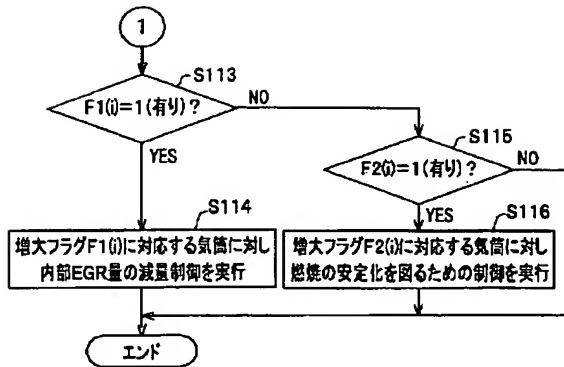 1
S113
F1(i)=1(有り)?
NO
YES
S115
F2(i)=1(有り)?
NO
YES
S114
増大フラグF1(i)に対応する気筒に対し
内部EGR量の減量制御を実行
S116
増大フラグF2(i)に対応する気筒に対し
燃焼の安定化を図るための制御を実行
エンド